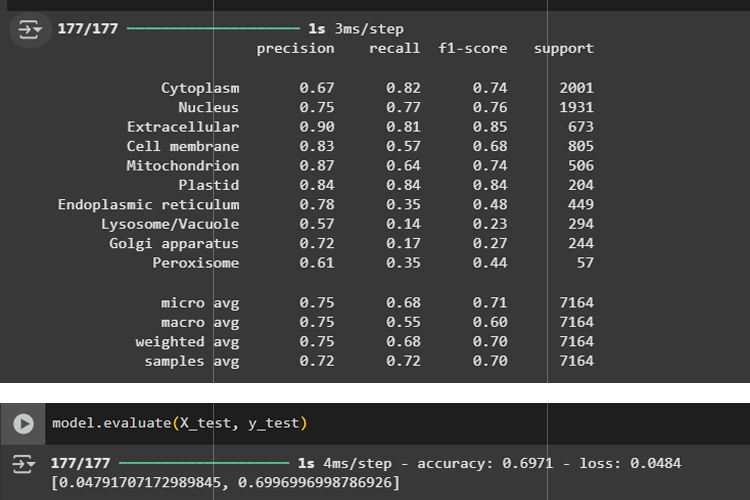 177/177 ━━━━━━━━━━━━━━━━━━━━ 1s 3ms/step
precision recall f1-score support
Cytoplasm 0.67 0.82 0.74 2001
Nucleus 0.75 0.77 0.76 1931
Extracellular 0.90 0.81 0.85 673
Cell membrane 0.83 0.57 0.68 805
Mitochondrion 0.87 0.64 0.74 506
Plastid 0.84 0.84 0.84 204
Endoplasmic reticulum 0.78 0.35 0.48 449
Lysosome/Vacuole 0.57 0.14 0.23 294
Golgi apparatus 0.72 0.17 0.27 244
Peroxisome 0.61 0.35 0.44 57
micro avg 0.75 0.68 0.71 7164
macro avg 0.75 0.55 0.60 7164
weighted avg 0.75 0.68 0.70 7164
samples avg 0.72 0.72 0.70 7164
model.evaluate(X_test, y_test)
177/177 ━━━━━━━━━━━━━━━━━━━━ 1s 4ms/step - accuracy: 0.6971 - loss: 0.0484
[0.04791707172989845, 0.6996996998786926]